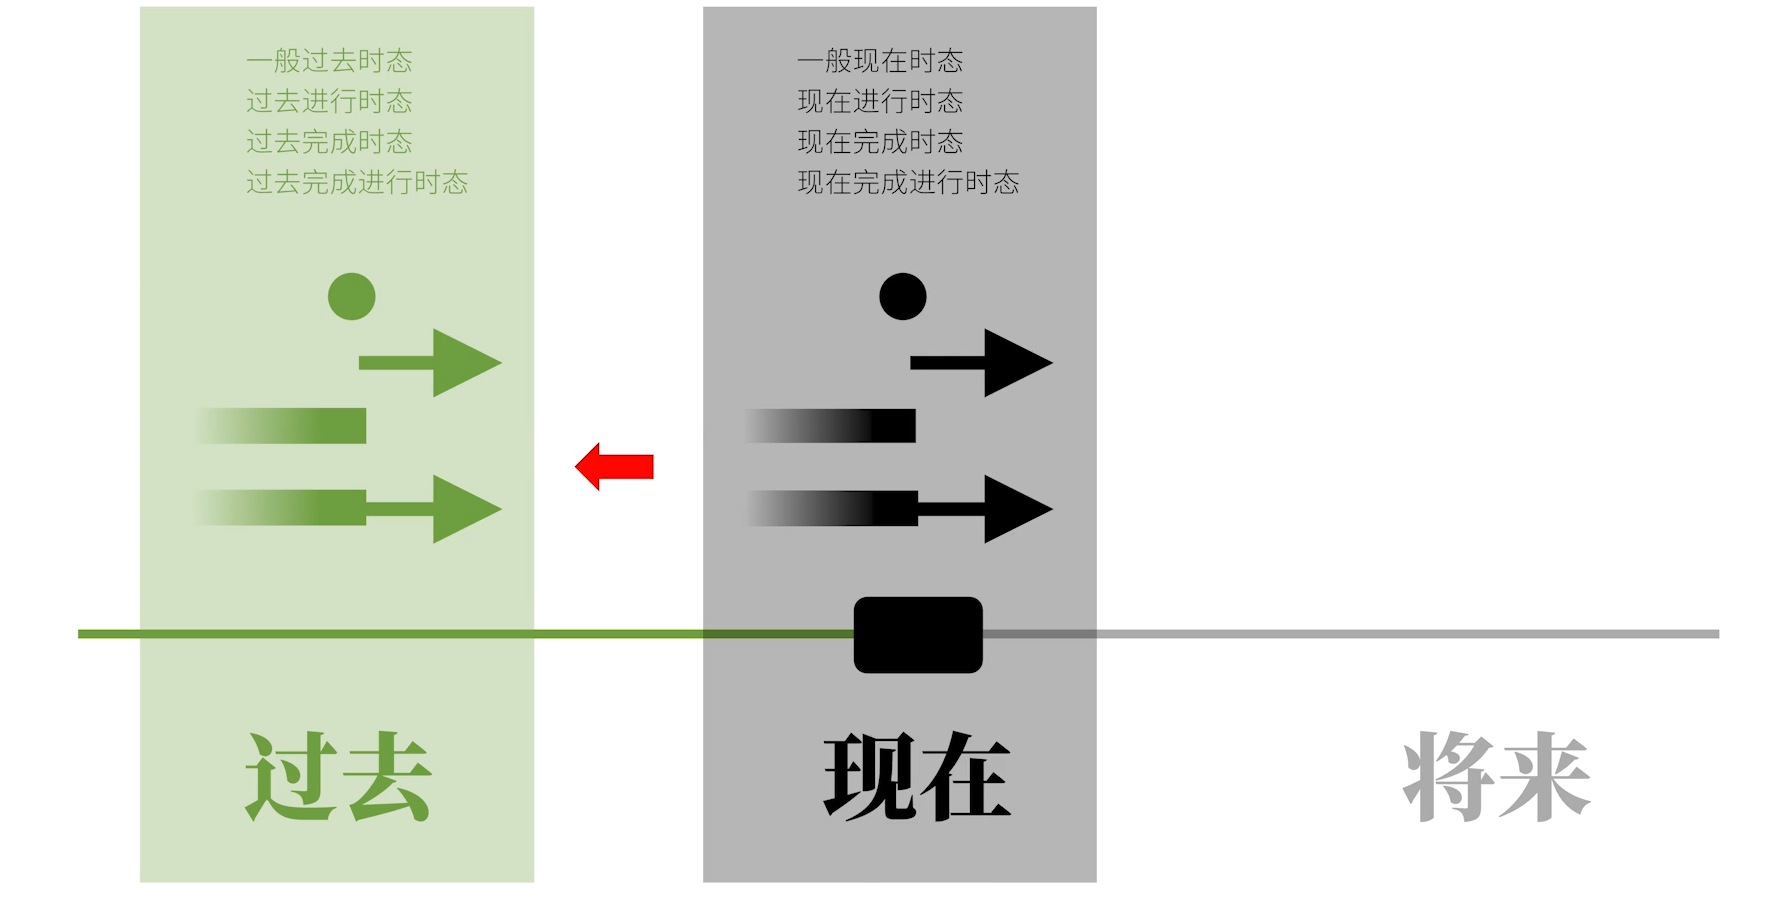 一般过去时态
过去进行时态
过去完成时态
过去完成进行时态
一般现在时态
现在进行时态
现在完成时态
现在完成进行时态
过去
现在
将来